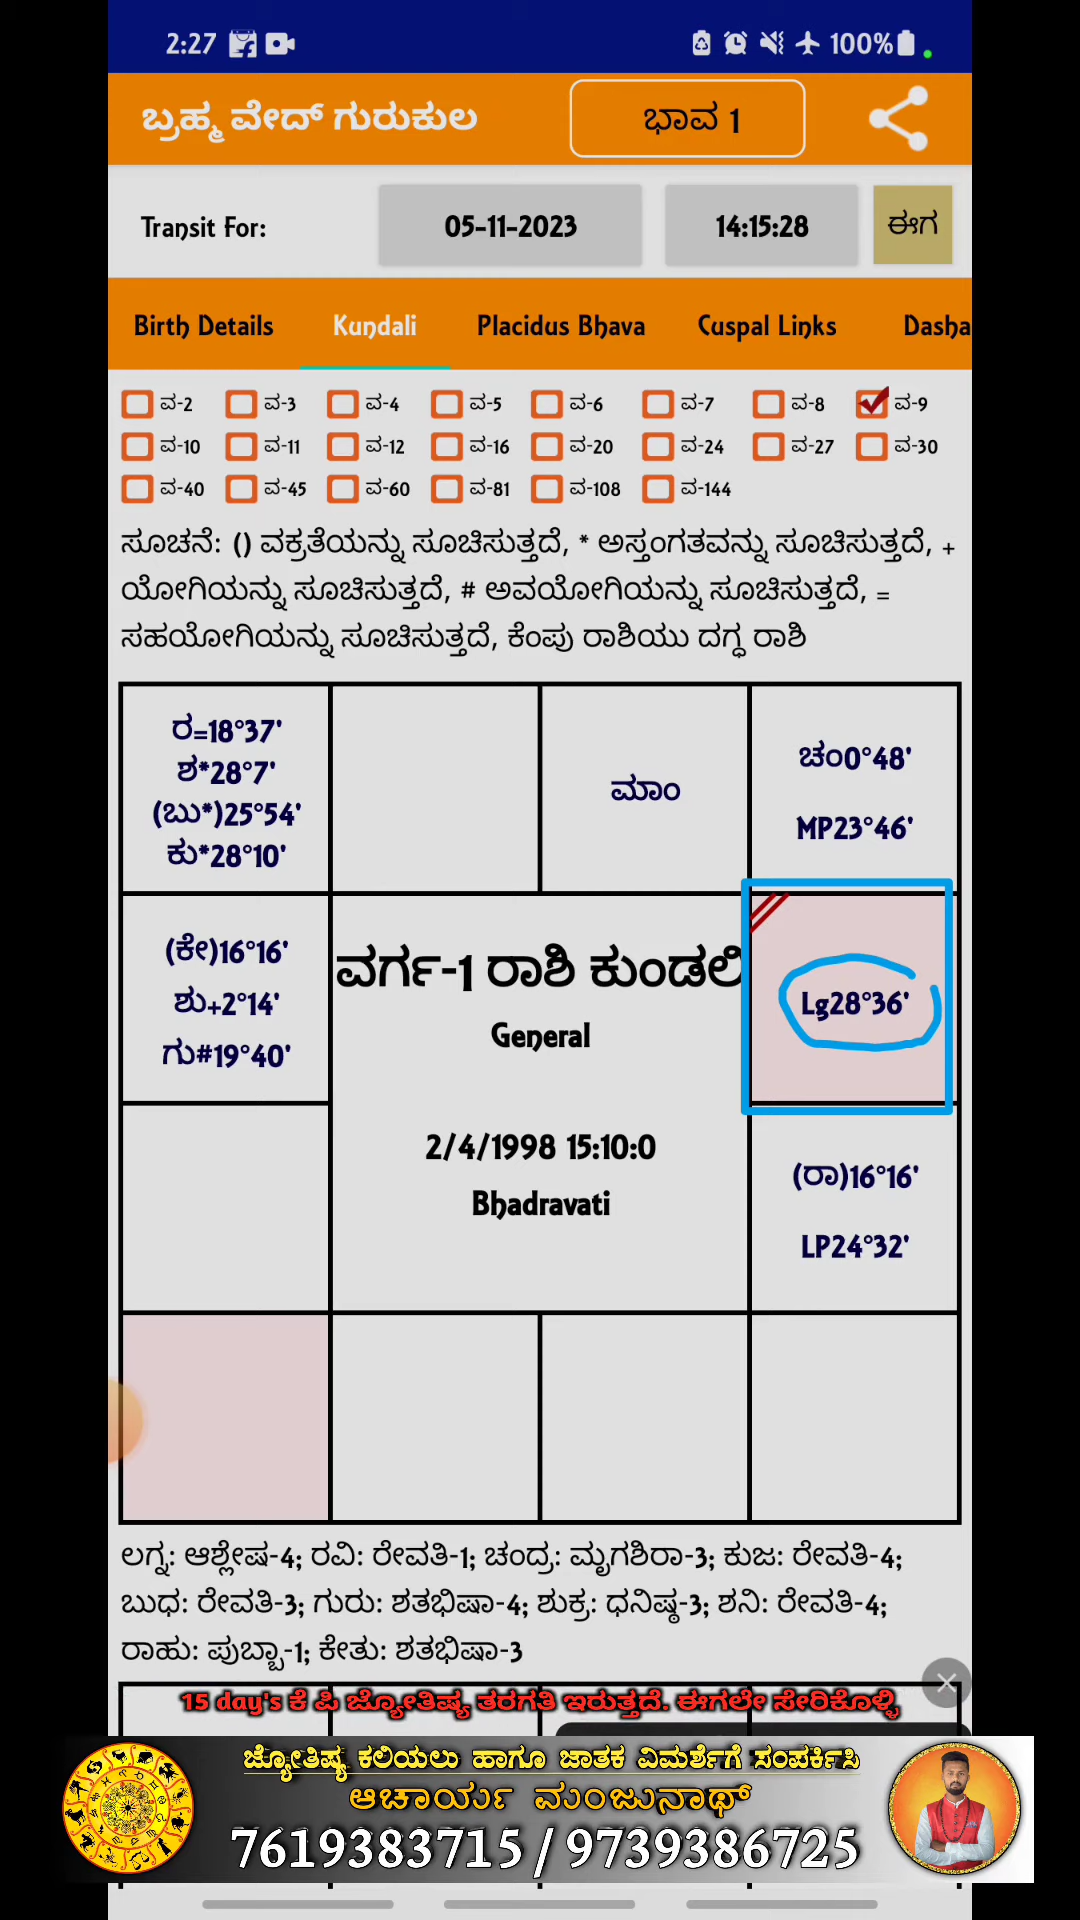 2:27 100%
ಬ್ರಹ್ಮ ವೇದ್ ಗುರುಕುಲ ಭಾವ 1
Transit For: 05-11-2023 14:15:28 ಈಗ
Birth Details Kundali Placidus Bhava Cuspal Links Dasha
ವ-2 ವ-3 ವ-4 ವ-5 ವ-6 ವ-7 ವ-8 ವ-9
ವ-10 ವ-11 ವ-12 ವ-16 ವ-20 ವ-24 ವ-27 ವ-30
ವ-40 ವ-45 ವ-60 ವ-81 ವ-108 ವ-144
ಸೂಚನೆ: () ವಕ್ರತೆಯನ್ನು ಸೂಚಿಸುತ್ತದೆ, * ಅಸ್ತಂಗತವನ್ನು ಸೂಚಿಸುತ್ತದೆ, +
ಯೋಗಿಯನ್ನು ಸೂಚಿಸುತ್ತದೆ, # ಅವಯೋಗಿಯನ್ನು ಸೂಚಿಸುತ್ತದೆ, =
ಸಹಯೋಗಿಯನ್ನು ಸೂಚಿಸುತ್ತದೆ, ಕೆಂಪು ರಾಶಿಯು ದಗ್ಧ ರಾಶಿ
ರ=18°37'
ಶ*28°7'
(ಬು*)25°54'
ಕು*28°10'
ಮಾಂ
ಚಂ0°48'
MP23°46'
(ಕೇ)16°16'
ಶು+2°14'
ಗು#19°40'
ವರ್ಗ-1 ರಾಶಿ ಕುಂಡಲಿ
General
Lg28°36'
2/4/1998 15:10:0
Bhadravati
(ರಾ)16°16'
LP24°32'
ಲಗ್ನ: ಆಶ್ಲೇಷ-4; ರವಿ: ರೇವತಿ-1; ಚಂದ್ರ: ಮೃಗಶಿರಾ-3; ಕುಜ: ರೇವತಿ-4;
ಬುಧ: ರೇವತಿ-3; ಗುರು: ಶತಭಿಷಾ-4; ಶುಕ್ರ: ಧನಿಷ್ಠ-3; ಶನಿ: ರೇವತಿ-4;
ರಾಹು: ಪುಬ್ಬಾ-1; ಕೇತು: ಶತಭಿಷಾ-3
15 day's ಕೆ ಪಿ ಜ್ಯೋತಿಷ್ಯ ತರಗತಿ ಇರುತ್ತದೆ. ಈಗಲೇ ಸೇರಿಕೊಳ್ಳಿ
ಜ್ಯೋತಿಷ್ಯ ಕಲಿಯಲು ಹಾಗೂ ಜಾತಕ ವಿಮರ್ಶೆಗೆ ಸಂಪರ್ಕಿಸಿ
ಆಚಾರ್ಯ ಮಂಜುನಾಥ್
7619383715 / 9739386725